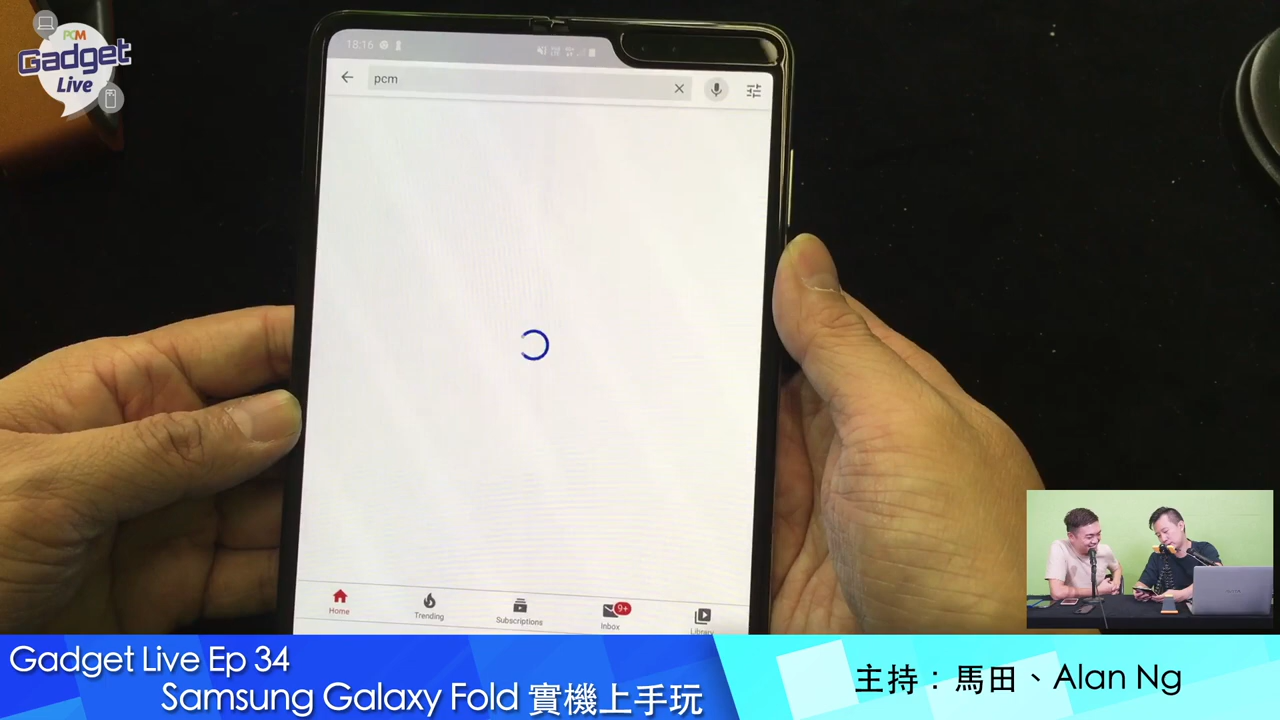 PCM
Gadget
Live
18:16
pcm
Home
Trending
Subscriptions
9+
Inbox
Library
Gadget Live Ep 34
Samsung Galaxy Fold 實機上手玩
主持：馬田、Alan Ng